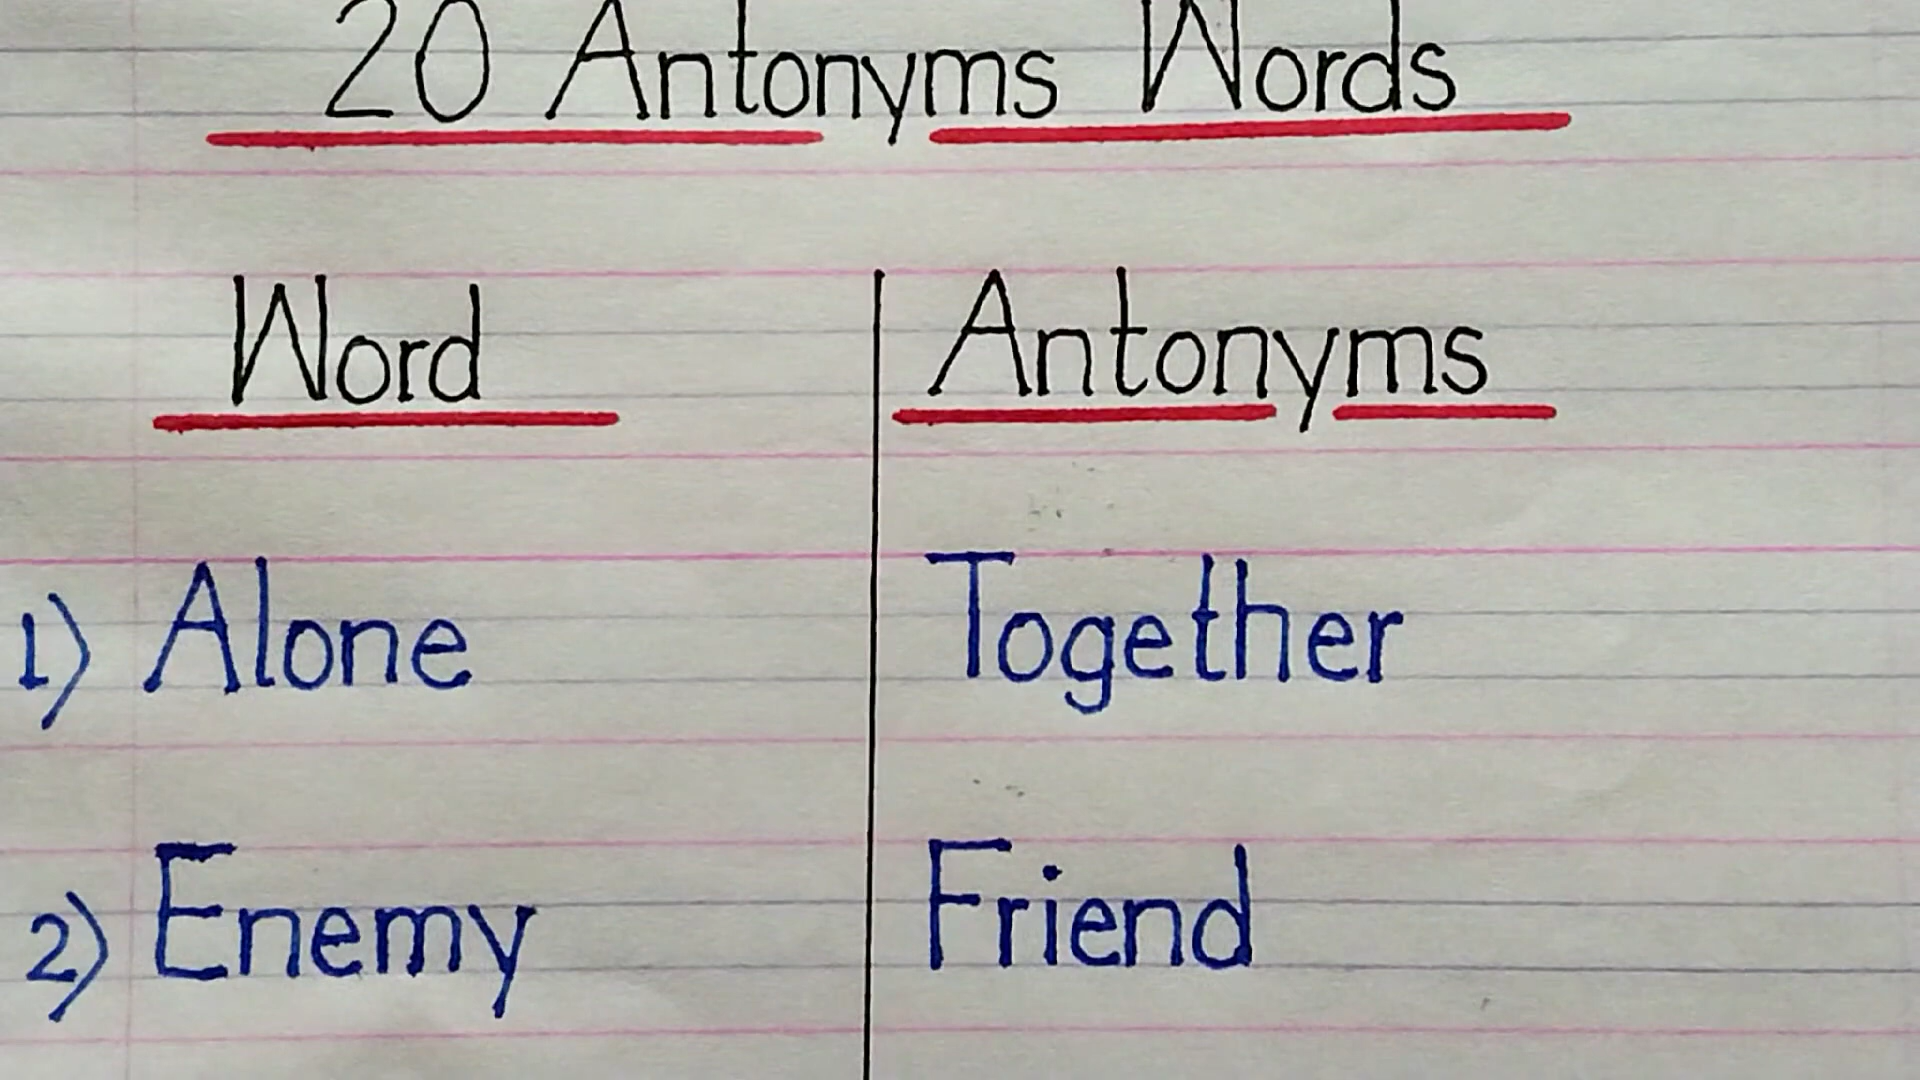 20 Antonyms Words
Word Antonyms
1) Alone Together
2) Enemy Friend